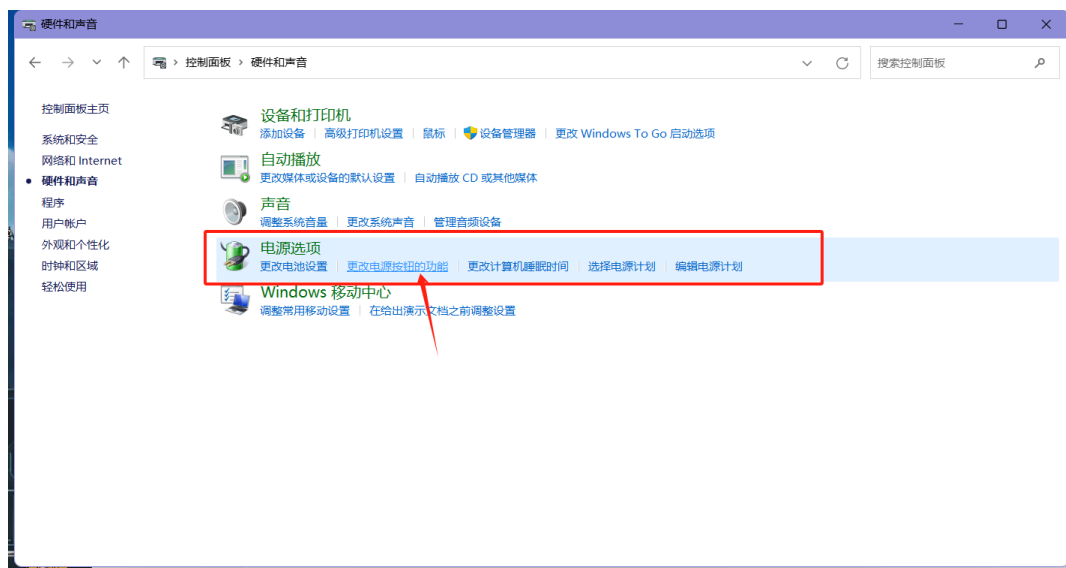 硬件和声音
控制面板 › 硬件和声音
搜索控制面板
控制面板主页
系统和安全
网络和 Internet
硬件和声音
程序
用户帐户
外观和个性化
时钟和区域
轻松使用
设备和打印机
添加设备 | 高级打印机设置 | 鼠标 | 设备管理器 | 更改 Windows To Go 启动选项
自动播放
更改媒体或设备的默认设置 | 自动播放 CD 或其他媒体
声音
调整系统音量 | 更改系统声音 | 管理音频设备
电源选项
更改电池设置 | 更改电源按钮的功能 | 更改计算机睡眠时间 | 选择电源计划 | 编辑电源计划
Windows 移动中心
调整常用移动设置 | 在给出演示文档之前调整设置